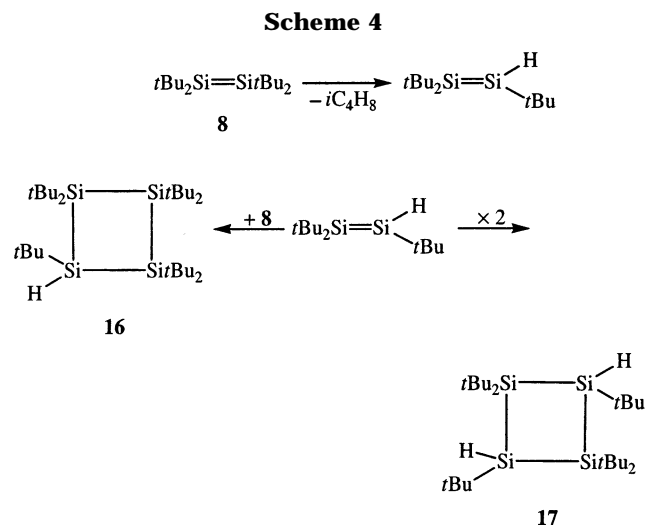 Scheme 4
tBu2Si=SitBu2
8
– iC4H8
tBu2Si=Si
H
tBu
tBu2Si
SitBu2
tBu
Si
H
SitBu2
16
+ 8
tBu2Si=Si
H
tBu
× 2
tBu2Si
Si
H
tBu
H
Si
tBu
SitBu2
17